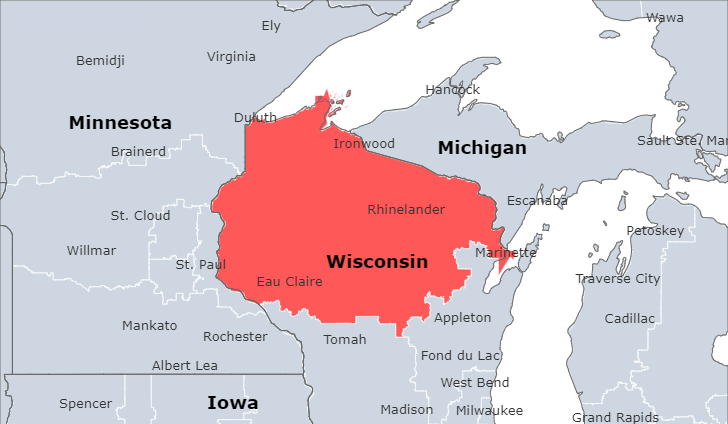 Wawa
Ely
Virginia
Bemidji
Hancock
Duluth
Minnesota
Sault Ste. Mar
Ironwood
Michigan
Brainerd
Escanaba
Rhinelander
St. Cloud
Petoskey
Willmar
Marinette
Wisconsin
St. Paul
Traverse City
Eau Claire
Appleton
Cadillac
Mankato
Rochester
Tomah
Fond du Lac
Albert Lea
West Bend
Spencer
Iowa
Madison
Milwaukee
Grand Rapids